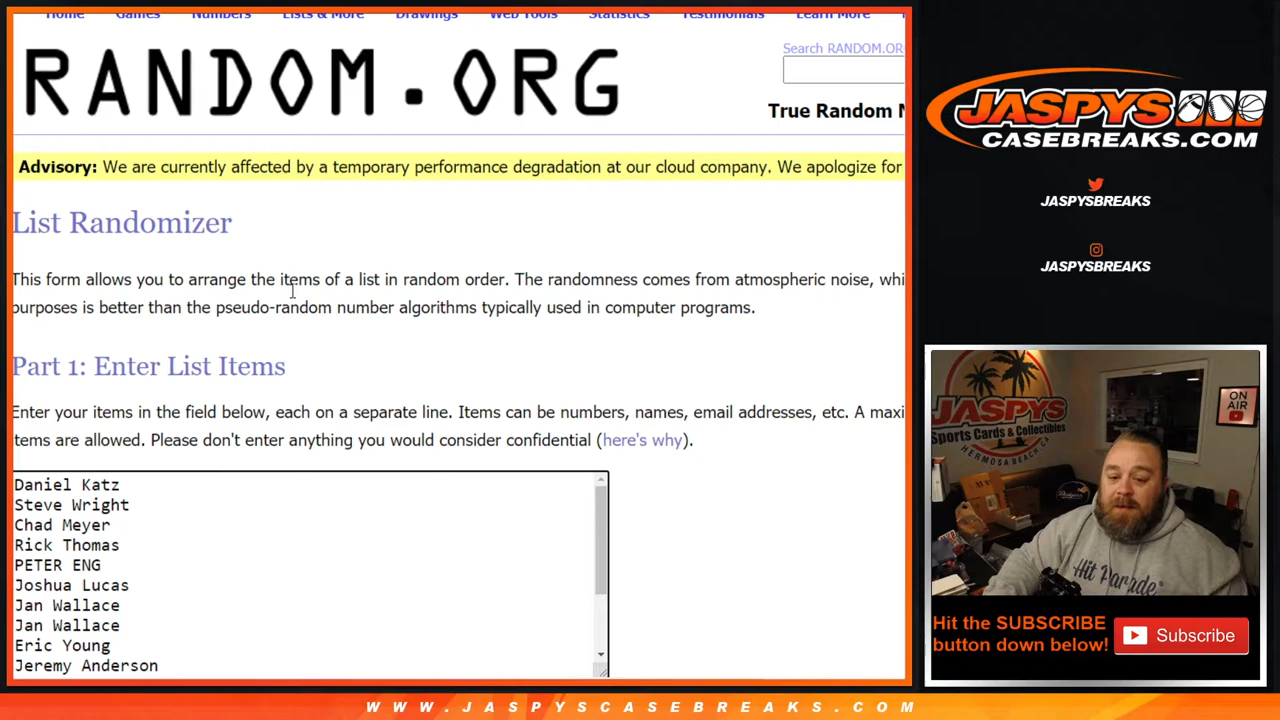 Home Games Numbers Lists & More Drawings Web Tools Statistics Testimonials Learn More
RANDOM.ORG
Search RANDOM.OR
True Random N
Advisory: We are currently affected by a temporary performance degradation at our cloud company. We apologize for
List Randomizer
This form allows you to arrange the items of a list in random order. The randomness comes from atmospheric noise, whi
purposes is better than the pseudo-random number algorithms typically used in computer programs.
Part 1: Enter List Items
Enter your items in the field below, each on a separate line. Items can be numbers, names, email addresses, etc. A maxi
items are allowed. Please don't enter anything you would consider confidential (here's why).
Daniel Katz
Steve Wright
Chad Meyer
Rick Thomas
PETER ENG
Joshua Lucas
Jan Wallace
Jan Wallace
Eric Young
Jeremy Anderson
JASPYS
CASEBREAKS.COM
JASPYSBREAKS
JASPYSBREAKS
JASPYS
Sports Cards & Collectibles
HERMOSA BEACH, CA
ON
AIR
Hit Parade
Hit the SUBSCRIBE
button down below!
Subscribe
WWW.JASPYSCASEBREAKS.COM